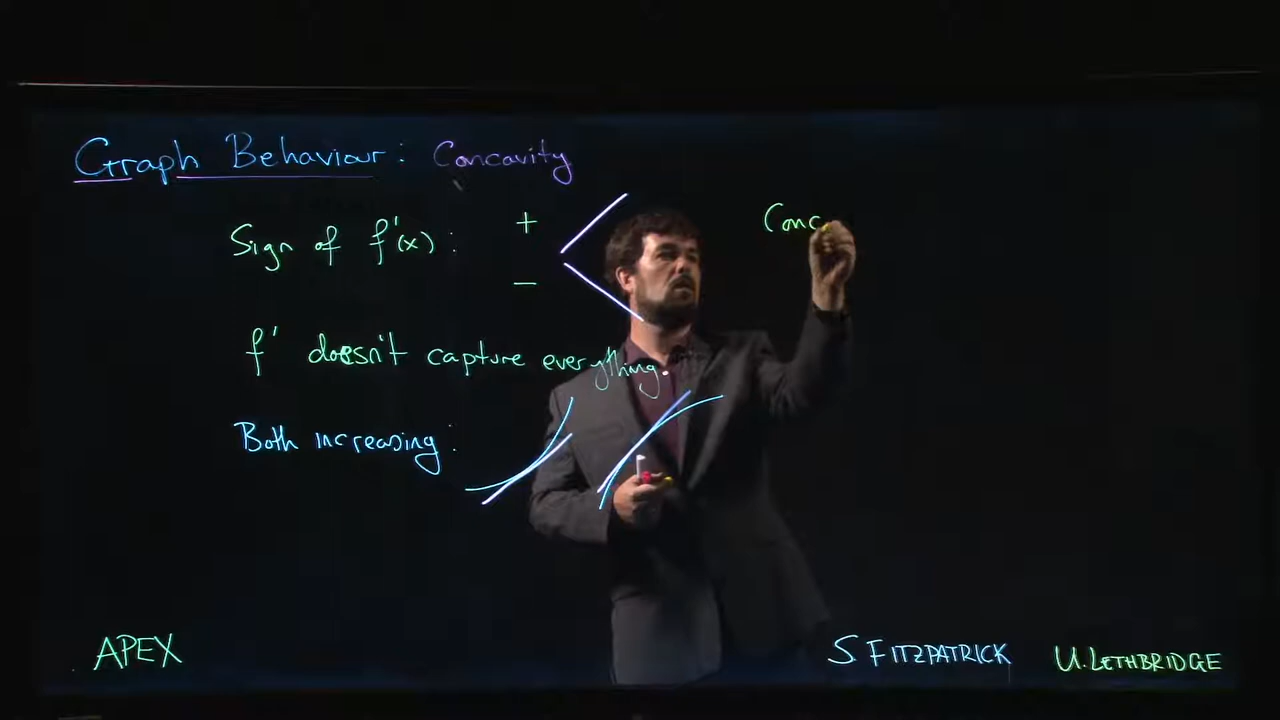 Graph Behaviour: Concavity
Sign of f'(x): + −
Conc
f' doesn't capture everything.
Both increasing:
APEX
S FITZPATRICK
U. LETHBRIDGE